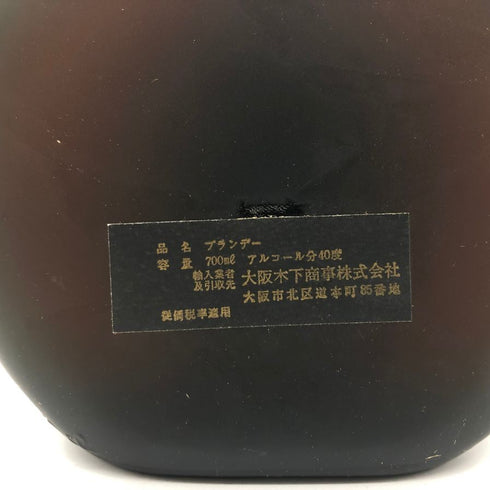 品名 ブランデー
容量 700ml アルコール分40度
輸入業者及引取先 大阪木下商事株式会社
大阪市北区道本町85番地
従価税率適用